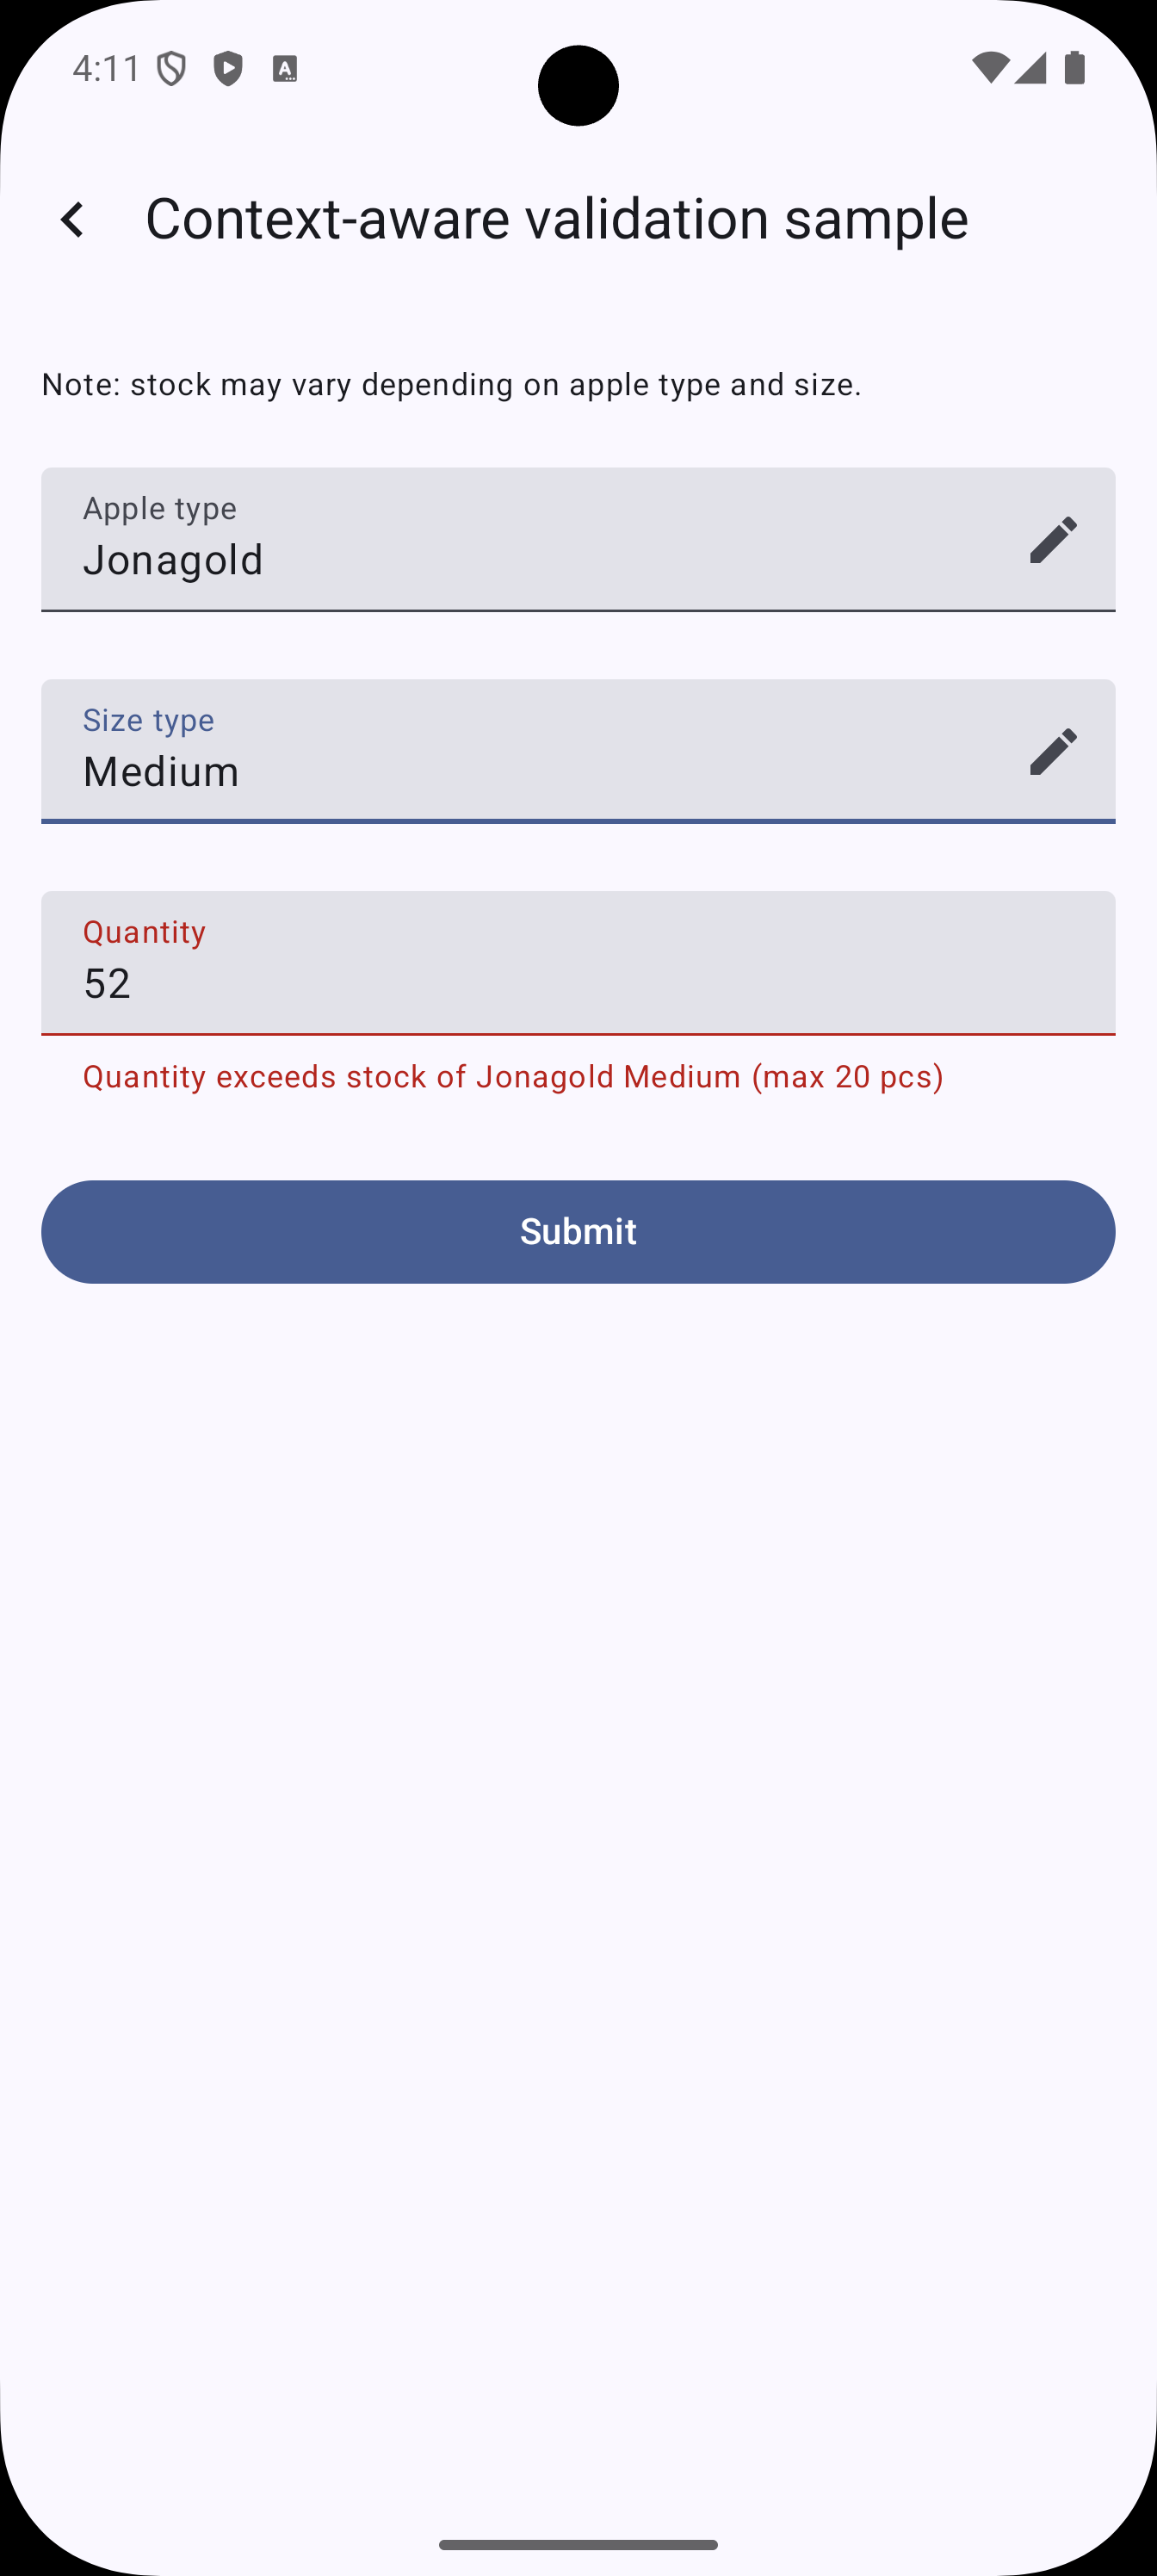 4:11
Context-aware validation sample
Note: stock may vary depending on apple type and size.
Apple type
Jonagold
Size type
Medium
Quantity
52
Quantity exceeds stock of Jonagold Medium (max 20 pcs)
Submit